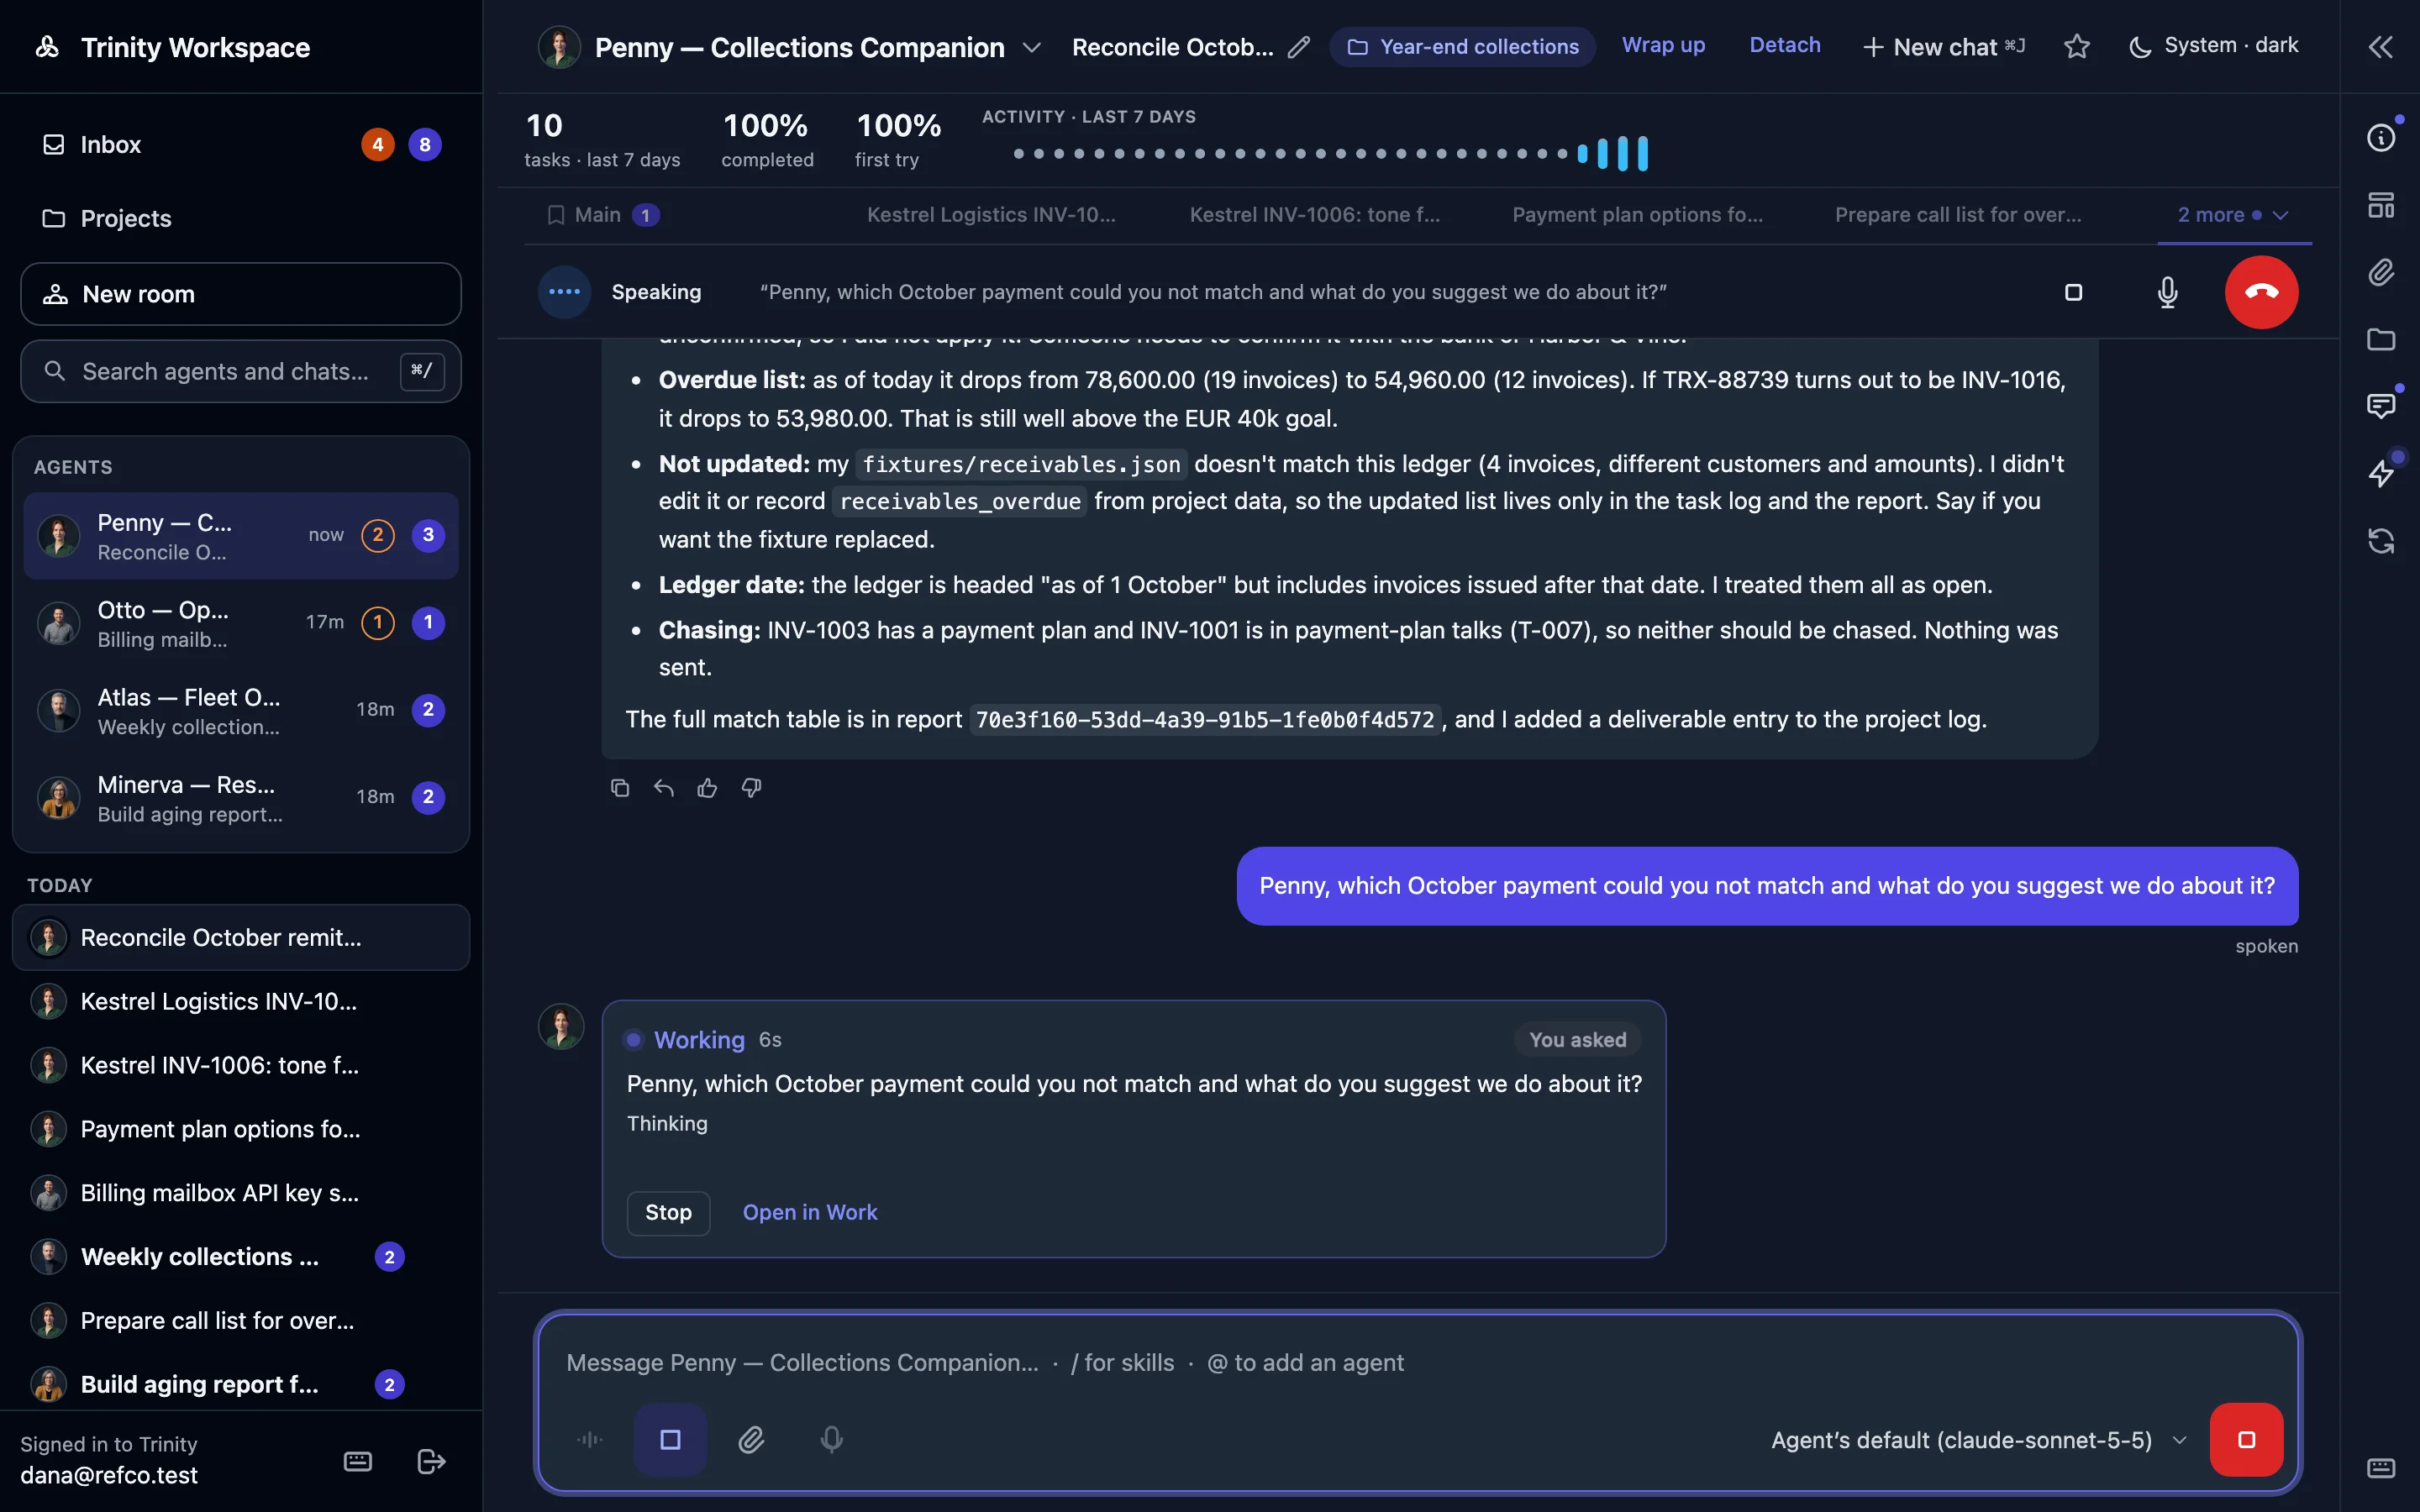 Trinity Workspace
Inbox 4 8
Projects
New room
Search agents and chats... ⌘/
AGENTS
Penny — C... now 2 3
Reconcile O...
Otto — Op... 17m 1 1
Billing mailb...
Atlas — Fleet O... 18m 2
Weekly collection...
Minerva — Res... 18m 2
Build aging report...
TODAY
Reconcile October remit...
Kestrel Logistics INV-10...
Kestrel INV-1006: tone f...
Payment plan options fo...
Billing mailbox API key s...
Weekly collections ... 2
Prepare call list for over...
Build aging report f... 2
Signed in to Trinity
dana@refco.test
Penny — Collections Companion Reconcile Octob... Year-end collections Wrap up Detach + New chat ⌘J System · dark
10 100% 100% ACTIVITY · LAST 7 DAYS
tasks · last 7 days completed first try
Main 1 Kestrel Logistics INV-10... Kestrel INV-1006: tone f... Payment plan options fo... Prepare call list for over... 2 more
Speaking “Penny, which October payment could you not match and what do you suggest we do about it?”
unconfirmed, so I did not apply it. Someone needs to confirm it with the bank or Harbor & Vine.
• Overdue list: as of today it drops from 78,600.00 (19 invoices) to 54,960.00 (12 invoices). If TRX-88739 turns out to be INV-1016,
it drops to 53,980.00. That is still well above the EUR 40k goal.
• Not updated: my fixtures/receivables.json doesn't match this ledger (4 invoices, different customers and amounts). I didn't
edit it or record receivables_overdue from project data, so the updated list lives only in the task log and the report. Say if you
want the fixture replaced.
• Ledger date: the ledger is headed "as of 1 October" but includes invoices issued after that date. I treated them all as open.
• Chasing: INV-1003 has a payment plan and INV-1001 is in payment-plan talks (T-007), so neither should be chased. Nothing was
sent.
The full match table is in report 70e3f160-53dd-4a39-91b5-1fe0b0f4d572, and I added a deliverable entry to the project log.
Penny, which October payment could you not match and what do you suggest we do about it?
spoken
Working 6s You asked
Penny, which October payment could you not match and what do you suggest we do about it?
Thinking
Stop Open in Work
Message Penny — Collections Companion... · / for skills · @ to add an agent
Agent’s default (claude-sonnet-5-5)